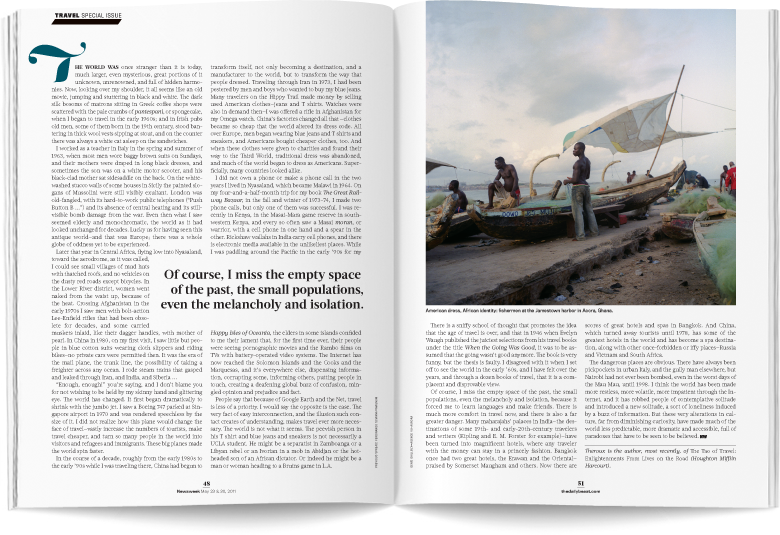 TRAVEL SPECIAL ISSUE
THE WORLD WAS once stranger than it is today,
much larger, even mysterious, great portions of it
unknown, unreported, and full of hidden harmo-
nies. Now, looking over my shoulder, it all seems like an old
movie, jumping and stuttering in black and white. The dark
silk bosoms of matrons sitting in Greek coffee shops were
scattered with the pale crumbs of pantespani, or spongecake,
when I began to travel in the early 1960s; and in Irish pubs
old men, some of them born in the 19th century, stood ban-
tering in thick wool vests sipping at stout, and on the counter
there was always a white cat asleep on the sandwiches.
I worked as a teacher in Italy in the spring and summer of
1963, when most men wore baggy brown suits on Sundays,
and their mothers were draped in long black dresses, and
sometimes the son was on a white motor scooter, and his
black-clad mother sat sidesaddle on the back. On the white-
washed stucco walls of some houses in Sicily the painted slo-
gans of Mussolini were still visibly exultant. London was
old-fangled, with its hard-to-work public telephones ("Push
Button B ...") and its absence of central heating and its still-
visible bomb damage from the war. Even then what I saw
seemed elderly and monochromatic, the world as it had
looked unchanged for decades. Lucky us for having seen this
antique world—and that was Europe; there was a whole
globe of oddness yet to be experienced.
Later that year in Central Africa, flying low into Nyasaland,
toward the aerodrome, as it was called,
I could see small villages of mud huts
with thatched roofs, and no vehicles on
the dusty red roads except bicycles. In
the Lower River district, women went
naked from the waist up, because of
the heat. Crossing Afghanistan in the
early 1970s I saw men with bolt-action
Lee-Enfield rifles that had been obso-
lete for decades, and some carried
maskets inlaid, like their dagger handles, with mother of
pearl. In China in 1980, on my first visit, I saw little but peo-
ple in blue cotton suits wearing cloth slippers and riding
bikes–no private cars were permitted then. It was the era of
the mail plane, the trunk line, the possibility of taking a
freighter across any ocean. I rode steam trains that gasped
and leaked through Iran, and India, and Siberia ...
"Enough, enough!" you're saying, and I don't blame you
for not wishing to be held by my skinny hand and glittering
eye. The world has changed. It first began dramatically to
shrink with the jumbo jet. I saw a Boeing 747 parked at Sin-
gapore airport in 1970 and was rendered speechless by the
size of it. I did not realize how this plane would change the
face of travel–vastly increase the numbers of tourists, make
travel cheaper, and turn so many people in the world into
visitors and refugees and immigrants. These big planes made
the world spin faster.
In the course of a decade, roughly from the early 1980s to
the early '90s while I was traveling there, China had begun to
transform itself, not only becoming a destination, and a
manufacturer to the world, but to transform the way that
people dressed. Traveling through Iran in 1973, I had been
pestered by men and boys who wanted to buy my blue jeans.
Many travelers on the Hippy Trail made money by selling
used American clothes–jeans and T shirts. Watches were
also in demand then–I was offered a rifle in Afghanistan for
my Omega watch. China's factories changed all that—clothes
became so cheap that the world altered its dress code. All
over Europe, men began wearing blue jeans and T shirts and
sneakers, and Americans bought cheaper clothes, too. And
when these clothes were given to charities and found their
way to the Third World, traditional dress was abandoned,
and much of the world began to dress as Americans. Super-
ficially, many countries looked alike.
I did not own a phone or make a phone call in the two
years I lived in Nyasaland, which became Malawi in 1964. On
my four-and-a-half-month trip for my book The Great Rail-
way Bazaar, in the fall and winter of 1973–74, I made two
phone calls, but only one of them was successful. I was re-
cently in Kenya, in the Masai-Mara game reserve in south-
western Kenya, and every so often saw a Masai moran, or
warrior, with a cell phone in one hand and a spear in the
other. Rickshaw wallahs in India carry cell phones, and there
is electronic media available in the unlikeliest places. While
I was paddling around the Pacific in the early '90s for my
Of course, I miss the empty space
of the past, the small populations,
even the melancholy and isolation.
Happy Isles of Oceania, the elders in some islands confided
to me their lament that, for the first time ever, their people
were seeing pornographic movies and the Rambo films on
TVs with battery-operated video systems. The Internet has
now reached the Solomon Islands and the Cooks and the
Marquesas, and it's everywhere else, dispensing informa-
tion, corrupting some, informing others, putting people in
touch, creating a deafening global buzz of confusion, min-
gled opinion and prejudice and fact.
People say that because of Google Earth and the Net, travel
is less of a priority. I would say the opposite is the case. The
very fact of easy interconnection, and the illusion such con-
tact creates of understanding, makes travel ever more neces-
sary. The world is not what it seems. The peevish person in
his T shirt and blue jeans and sneakers is not necessarily a
UCLA student. He might be a separatist in Zamboanga or a
Libyan rebel or an Ivorian in a mob in Abidjan or the hot-
headed son of an African dictator. Or indeed he might be a
man or woman heading to a Bruins game in L.A.
48
Newsweek May 23 & 30, 2011
American dress, African identity: fishermen at the Jamestown harbor in Accra, Ghana.
There is a sniffy school of thought that promotes the idea
that the age of travel is over, and that in 1946 when Evelyn
Waugh published the juiciest selections from his travel books
under the title When the Going Was Good, it was to be as-
sumed that the going wasn't good any more. The book is very
funny, but the thesis is faulty. I disagreed with it when I set
off to see the world in the early '60s, and I have felt over the
years, and through a dozen books of travel, that it is a com-
placent and disprovable view.
Of course, I miss the empty space of the past, the small
populations, even the melancholy and isolation, because it
forced me to learn languages and make friends. There is
much more comfort in travel now, and there is also a far
greater danger. Many maharajahs' palaces in India–the des-
tinations of some 19th- and early-20th-century travelers
and writers (Kipling and E. M. Forster for example)–have
been turned into magnificent hotels, where any traveler
with the money can stay in a princely fashion. Bangkok
once had two great hotels, the Erawan and the Oriental–
praised by Somerset Maugham and others. Now there are
scores of great hotels and spas in Bangkok. And China,
which turned away tourists until 1978, has some of the
greatest hotels in the world and has become a spa destina-
tion, along with other once-forbidden or iffy places–Russia
and Vietnam and South Africa.
The dangers are obvious. There have always been
pickpockets in urban Italy, and the gully man elsewhere, but
Nairobi had not ever been bombed, even in the worst days of
the Mau Mau, until 1998. I think the world has been made
more restless, more volatile, more impatient through the In-
ternet, and it has robbed people of contemplative solitude
and introduced a new solitude, a sort of loneliness induced
by a buzz of information. But these very alterations in cul-
ture, far from diminishing curiosity, have made much of the
world less predictable, more dramatic and accessible, full of
paradoxes that have to be seen to be believed.
Theroux is the author, most recently, of The Tao of Travel:
Enlightenments From Lives on the Road (Houghton Mifflin
Harcourt).
51
thedailybeast.com